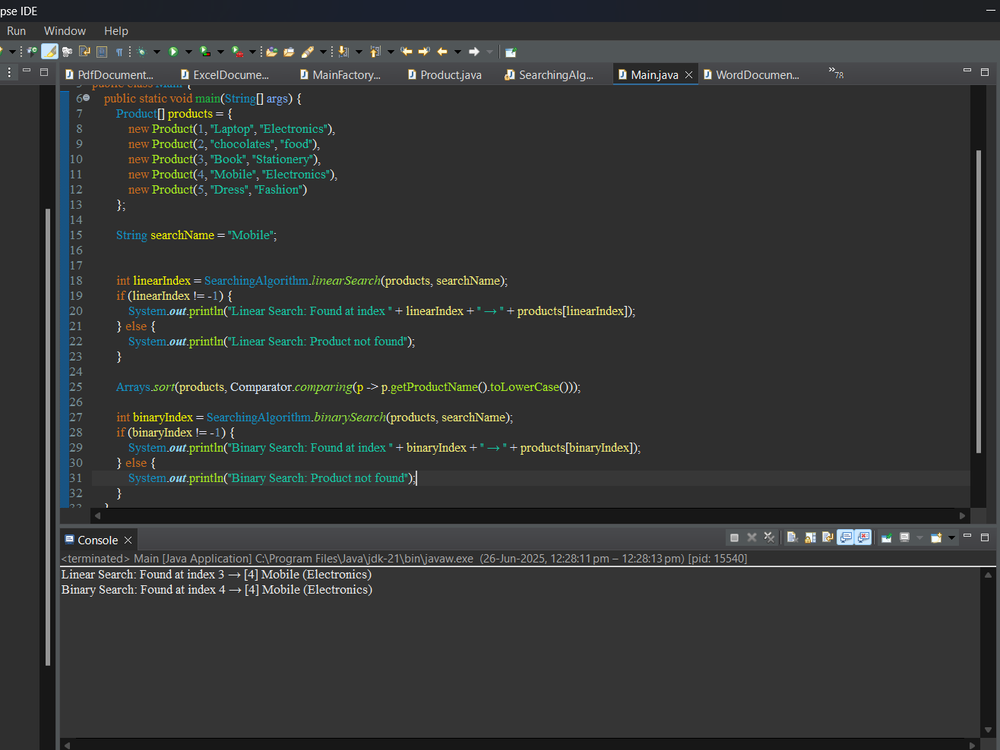 pse IDE
Run Window Help
PdfDocument... ExcelDocume... MainFactory... Product.java SearchingAlg... Main.java WordDocumen... »78
5 public class Main {
6 public static void main(String[] args) {
7 Product[] products = {
8 new Product(1, "Laptop", "Electronics"),
9 new Product(2, "chocolates", "food"),
10 new Product(3, "Book", "Stationery"),
11 new Product(4, "Mobile", "Electronics"),
12 new Product(5, "Dress", "Fashion")
13 };
14
15 String searchName = "Mobile";
16
17
18 int linearIndex = SearchingAlgorithm.linearSearch(products, searchName);
19 if (linearIndex != -1) {
20 System.out.println("Linear Search: Found at index " + linearIndex + " → " + products[linearIndex]);
21 } else {
22 System.out.println("Linear Search: Product not found");
23 }
24
25 Arrays.sort(products, Comparator.comparing(p -> p.getProductName().toLowerCase()));
26
27 int binaryIndex = SearchingAlgorithm.binarySearch(products, searchName);
28 if (binaryIndex != -1) {
29 System.out.println("Binary Search: Found at index " + binaryIndex + " → " + products[binaryIndex]);
30 } else {
31 System.out.println("Binary Search: Product not found");
32 }
33 }
Console
<terminated> Main [Java Application] C:\Program Files\Java\jdk-21\bin\javaw.exe (26-Jun-2025, 12:28:11 pm – 12:28:13 pm) [pid: 15540]
Linear Search: Found at index 3 → [4] Mobile (Electronics)
Binary Search: Found at index 4 → [4] Mobile (Electronics)